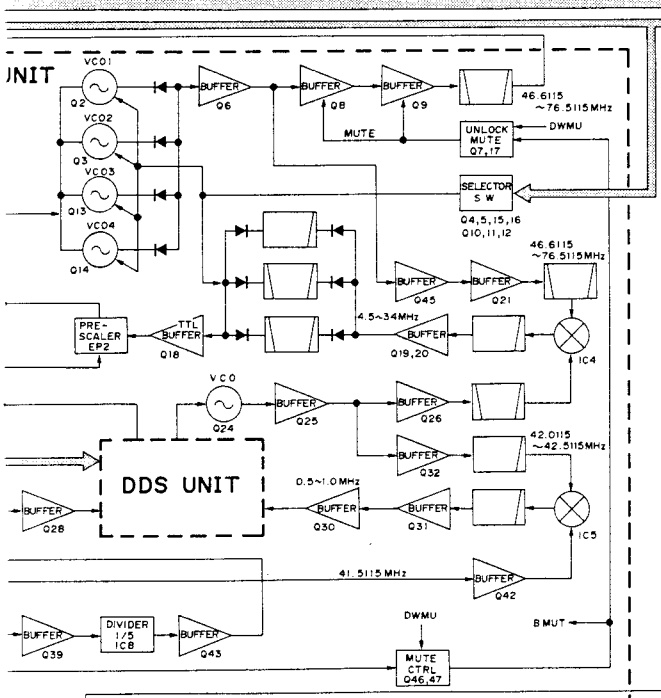 UNIT
VCO1
Q2
VCO2
Q3
VCO3
Q13
VCO4
Q14
BUFFER
Q6
BUFFER
Q8
BUFFER
Q9
46.6115
~76.5115MHz
MUTE
UNLOCK
MUTE
Q7,17
DWMU
SELECTOR
S W
Q4,5,15,16
Q10,11,12
46.6115
~76.5115MHz
BUFFER
Q45
BUFFER
Q21
4.5~34MHz
PRE-
SCALER
EP2
TTL
BUFFER
Q18
BUFFER
Q19,20
IC4
VCO
Q24
BUFFER
Q25
BUFFER
Q26
BUFFER
Q32
42.0115
~42.5115MHz
DDS UNIT
0.5~1.0MHz
BUFFER
Q28
BUFFER
Q30
BUFFER
Q31
IC5
41.5115MHz
BUFFER
Q42
BUFFER
Q39
DIVIDER
1/5
IC8
BUFFER
Q43
DWMU
BMUT
MUTE
CTRL
Q46,47